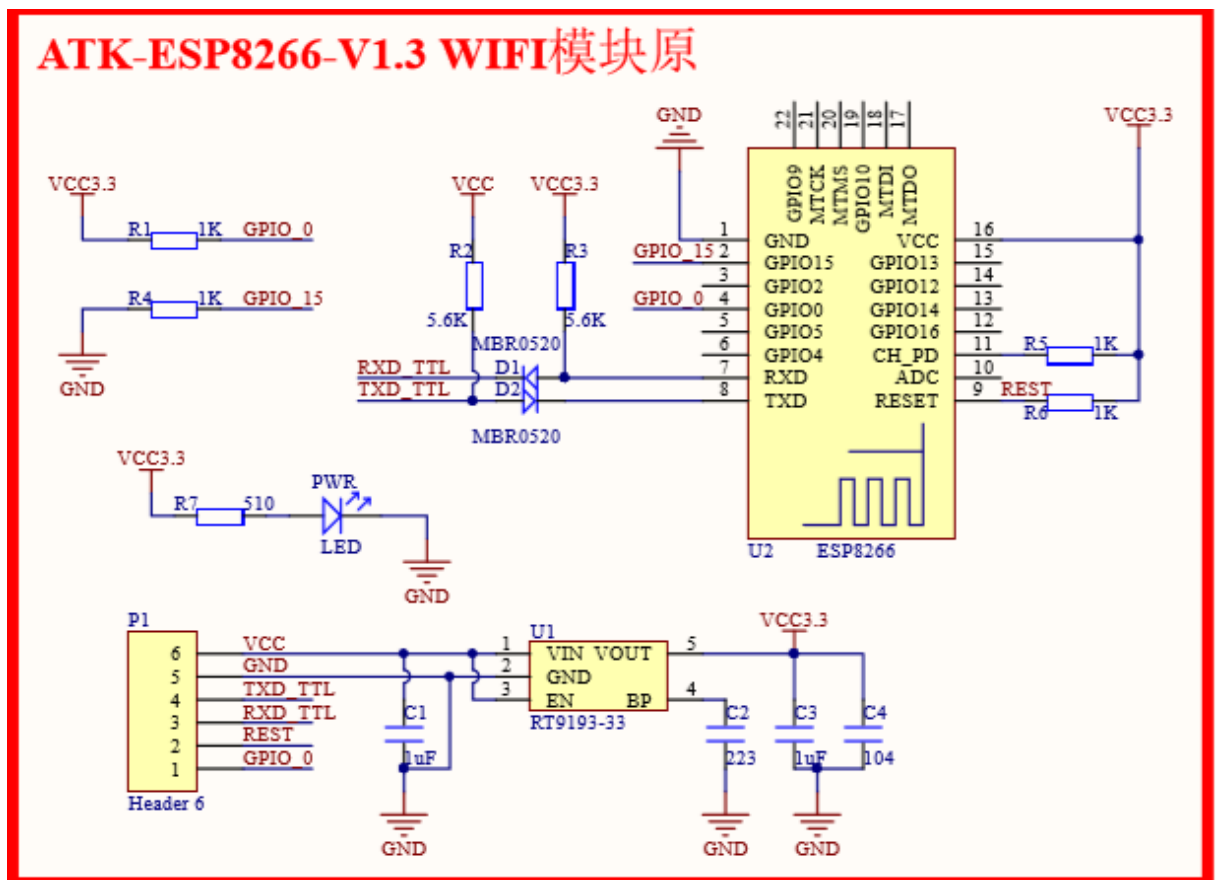 ATK-ESP8266-V1.3 WIFI模块原
VCC3.3
R1 1K GPIO_0
R4 1K GPIO_15
GND
VCC VCC3.3
R2 R3
5.6K 5.6K
MBR0520
RXD_TTL D1
TXD_TTL D2
MBR0520
GND
VCC3.3
22 21 20 19 18 17
GPIO9 MTCK MTMS GPIO10 MTDI MTDO
1 GND VCC 16
GPIO_15 2 GPIO15 GPIO13 15
3 GPIO2 GPIO12 14
GPIO_0 4 GPIO0 GPIO14 13
5 GPIO5 GPIO16 12
6 GPIO4 CH_PD 11 R5 1K
7 RXD ADC 10
8 TXD RESET 9 REST
R6 1K
U2 ESP8266
VCC3.3
R7 510 PWR
LED
GND
P1
6 VCC
5 GND
4 TXD_TTL
3 RXD_TTL
2 REST
1 GPIO_0
Header 6
U1
1 VIN VOUT 5
2 GND
3 EN BP 4
RT9193-33
VCC3.3
C1 C2 C3 C4
1uF 223 1uF 104
GND GND GND